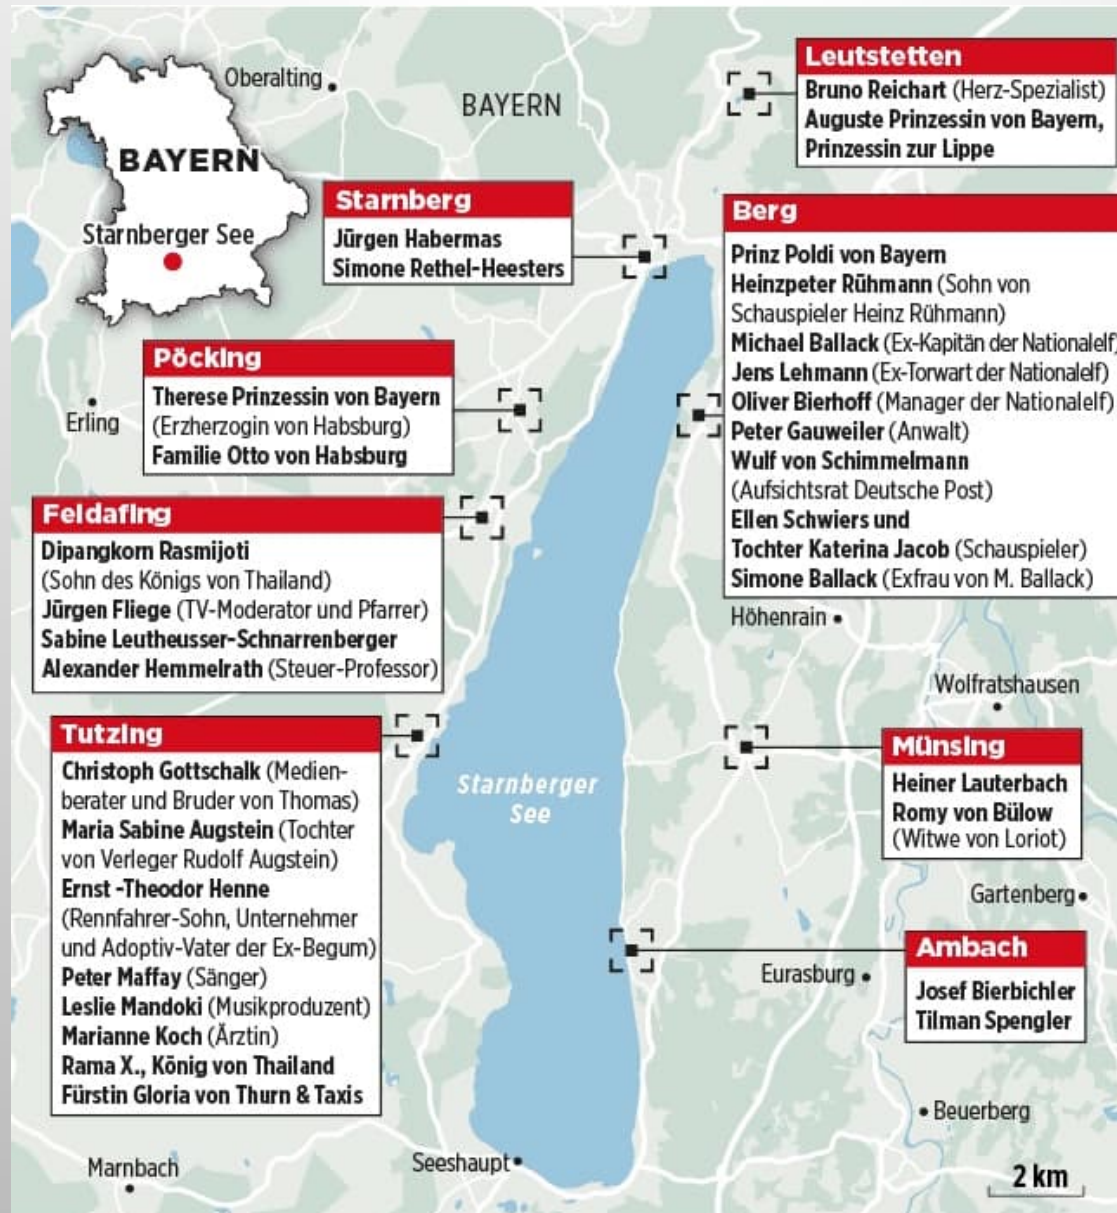 Oberalting
BAYERN
BAYERN
Starnberger See
Leutstetten
Bruno Reichart (Herz-Spezialist)
Auguste Prinzessin von Bayern,
Prinzessin zur Lippe
Starnberg
Jürgen Habermas
Simone Rethel-Heesters
Berg
Prinz Poldi von Bayern
Heinzpeter Rühmann (Sohn von
Schauspieler Heinz Rühmann)
Michael Ballack (Ex-Kapitän der Nationalelf)
Jens Lehmann (Ex-Torwart der Nationalelf)
Oliver Bierhoff (Manager der Nationalelf)
Peter Gauweiler (Anwalt)
Wulf von Schimmelmann
(Aufsichtsrat Deutsche Post)
Ellen Schwiers und
Tochter Katerina Jacob (Schauspieler)
Simone Ballack (Exfrau von M. Ballack)
Pöcking
Therese Prinzessin von Bayern
(Erzherzogin von Habsburg)
Familie Otto von Habsburg
Erling
Feldafing
Dipangkorn Rasmijoti
(Sohn des Königs von Thailand)
Jürgen Fliege (TV-Moderator und Pfarrer)
Sabine Leutheusser-Schnarrenberger
Alexander Hemmelrath (Steuer-Professor)
Höhenrain
Wolfratshausen
Tutzing
Christoph Gottschalk (Medien-
berater und Bruder von Thomas)
Maria Sabine Augstein (Tochter
von Verleger Rudolf Augstein)
Ernst -Theodor Henne
(Rennfahrer-Sohn, Unternehmer
und Adoptiv-Vater der Ex-Begum)
Peter Maffay (Sänger)
Leslie Mandoki (Musikproduzent)
Marianne Koch (Ärztin)
Rama X., König von Thailand
Fürstin Gloria von Thurn & Taxis
Starnberger
See
Münsing
Heiner Lauterbach
Romy von Bülow
(Witwe von Loriot)
Gartenberg
Ambach
Josef Bierbichler
Tilman Spengler
Eurasburg
Beuerberg
Marnbach
Seeshaupt
2 km